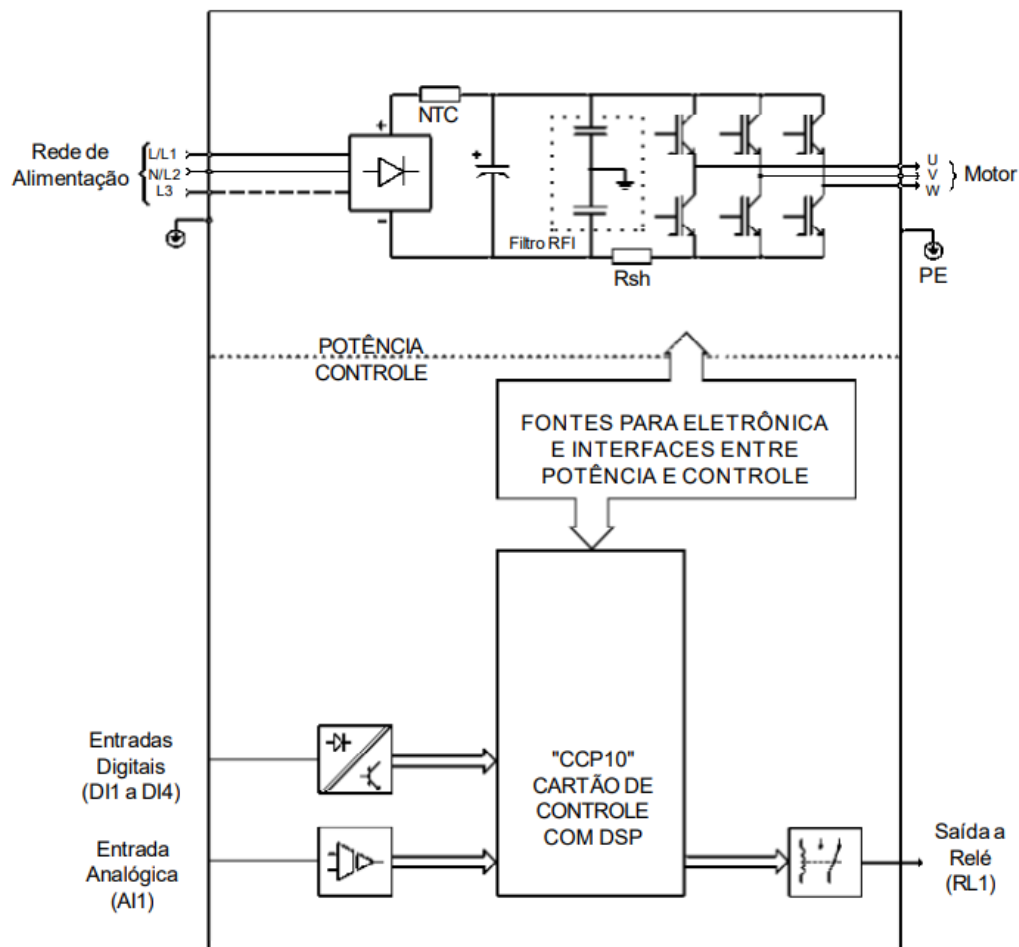 NTC
+
Rede de
Alimentação
L/L1
N/L2
L3
+
-
Filtro RFI
Rsh
U
V
W
Motor
PE
POTÊNCIA
CONTROLE
FONTES PARA ELETRÔNICA
E INTERFACES ENTRE
POTÊNCIA E CONTROLE
Entradas
Digitais
(DI1 a DI4)
"CCP10"
CARTÃO DE
CONTROLE
COM DSP
Entrada
Analógica
(AI1)
Saída a
Relé
(RL1)